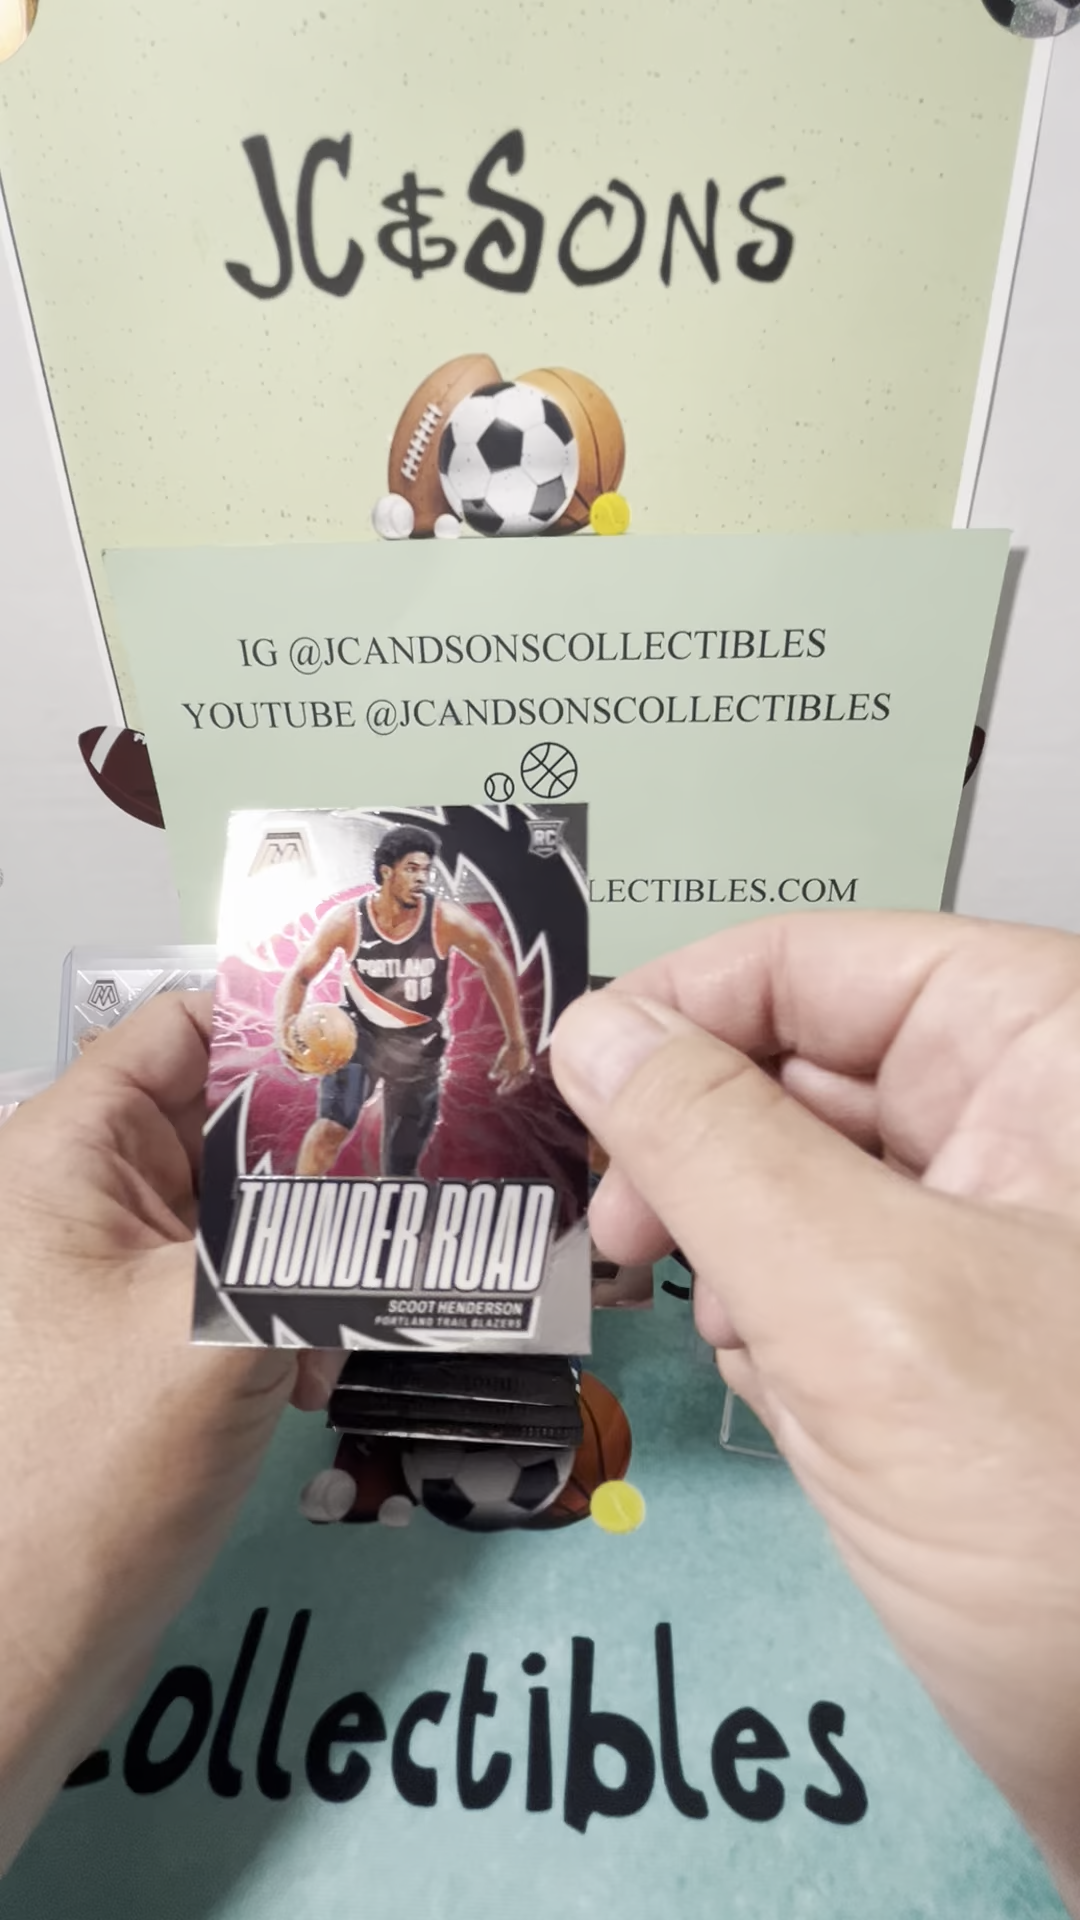 JC&SONS
IG @JCANDSONSCOLLECTIBLES
YOUTUBE @JCANDSONSCOLLECTIBLES
LECTIBLES.COM
RC
PORTLAND
00
THUNDER ROAD
SCOOT HENDERSON
PORTLAND TRAIL BLAZERS
collectibles